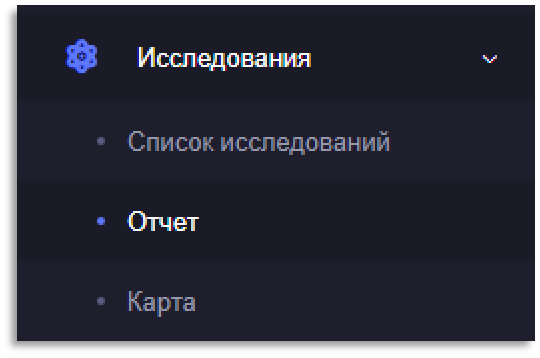 Исследования
Список исследований
Отчет
Карта